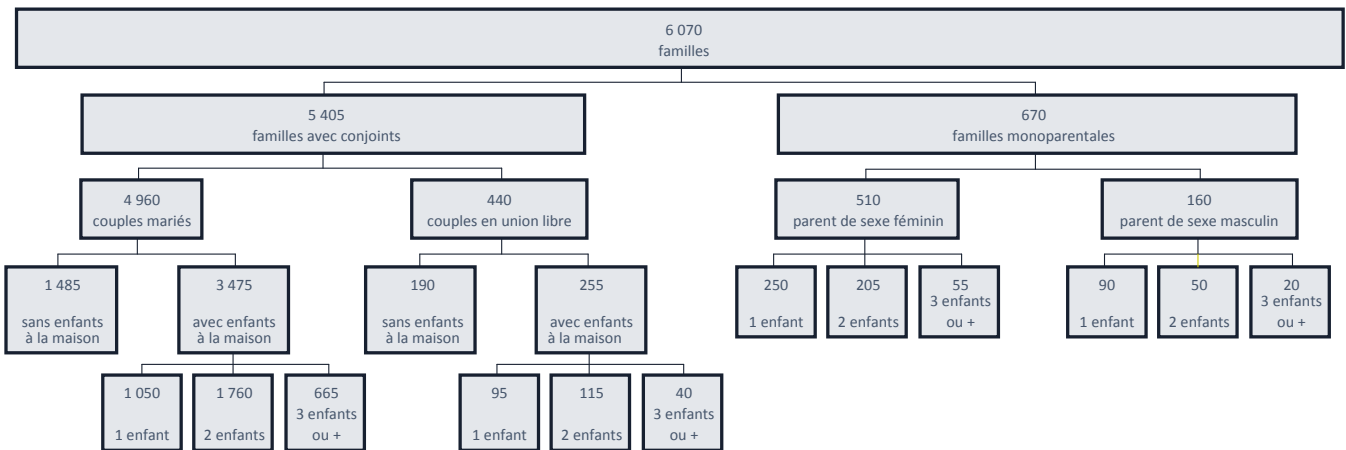 6 070
familles
5 405
familles avec conjoints
670
familles monoparentales
4 960
couples mariés
440
couples en union libre
510
parent de sexe féminin
160
parent de sexe masculin
1 485
sans enfants
à la maison
3 475
avec enfants
à la maison
190
sans enfants
à la maison
255
avec enfants
à la maison
250
1 enfant
205
2 enfants
55
3 enfants
ou +
90
1 enfant
50
2 enfants
20
3 enfants
ou +
1 050
1 enfant
1 760
2 enfants
665
3 enfants
ou +
95
1 enfant
115
2 enfants
40
3 enfants
ou +